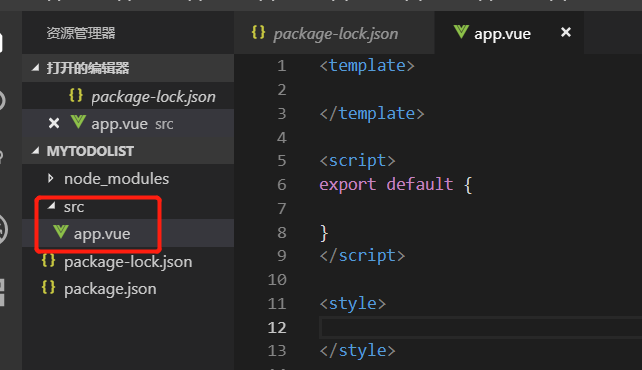 资源管理器
打开的编辑器
{} package-lock.json
× app.vue src
MYTODOLIST
node_modules
src
app.vue
{} package-lock.json
{} package.json
{} package-lock.json app.vue ×
1 <template>
2
3 </template>
4
5 <script>
6 export default {
7
8 }
9 </script>
10
11 <style>
12
13 </style>